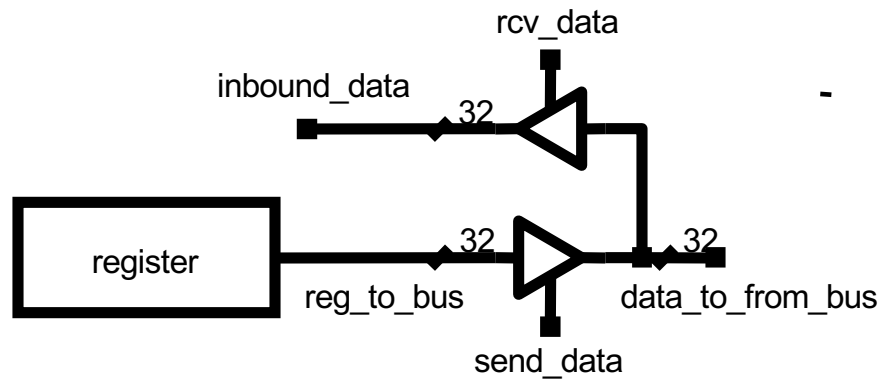 rcv_data
inbound_data
32
register
32
32
reg_to_bus
data_to_from_bus
send_data